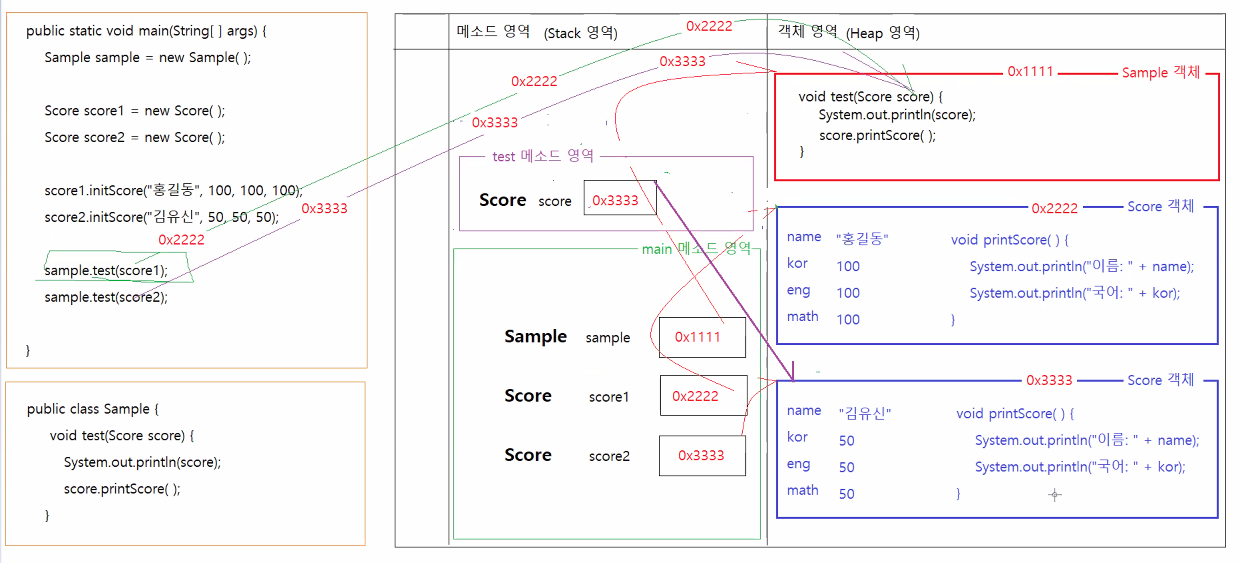 public static void main(String[ ] args) {
Sample sample = new Sample( );
Score score1 = new Score( );
Score score2 = new Score( );
score1.initScore("홍길동", 100, 100, 100);
score2.initScore("김유신", 50, 50, 50);
0x3333
0x2222
sample.test(score1);
sample.test(score2);
}
public class Sample {
void test(Score score) {
System.out.println(score);
score.printScore( );
}
0x2222
0x3333
메소드 영역 (Stack 영역)
0x2222
0x3333
test 메소드 영역
Score score 0x3333
main 메소드 영역
Sample sample 0x1111
Score score1 0x2222
Score score2 0x3333
객체 영역 (Heap 영역)
0x1111 Sample 객체
void test(Score score) {
System.out.println(score);
score.printScore( );
}
0x2222 Score 객체
name "홍길동" void printScore( ) {
kor 100 System.out.println("이름: " + name);
eng 100 System.out.println("국어: " + kor);
math 100 }
0x3333 Score 객체
name "김유신" void printScore( ) {
kor 50 System.out.println("이름: " + name);
eng 50 System.out.println("국어: " + kor);
math 50 }